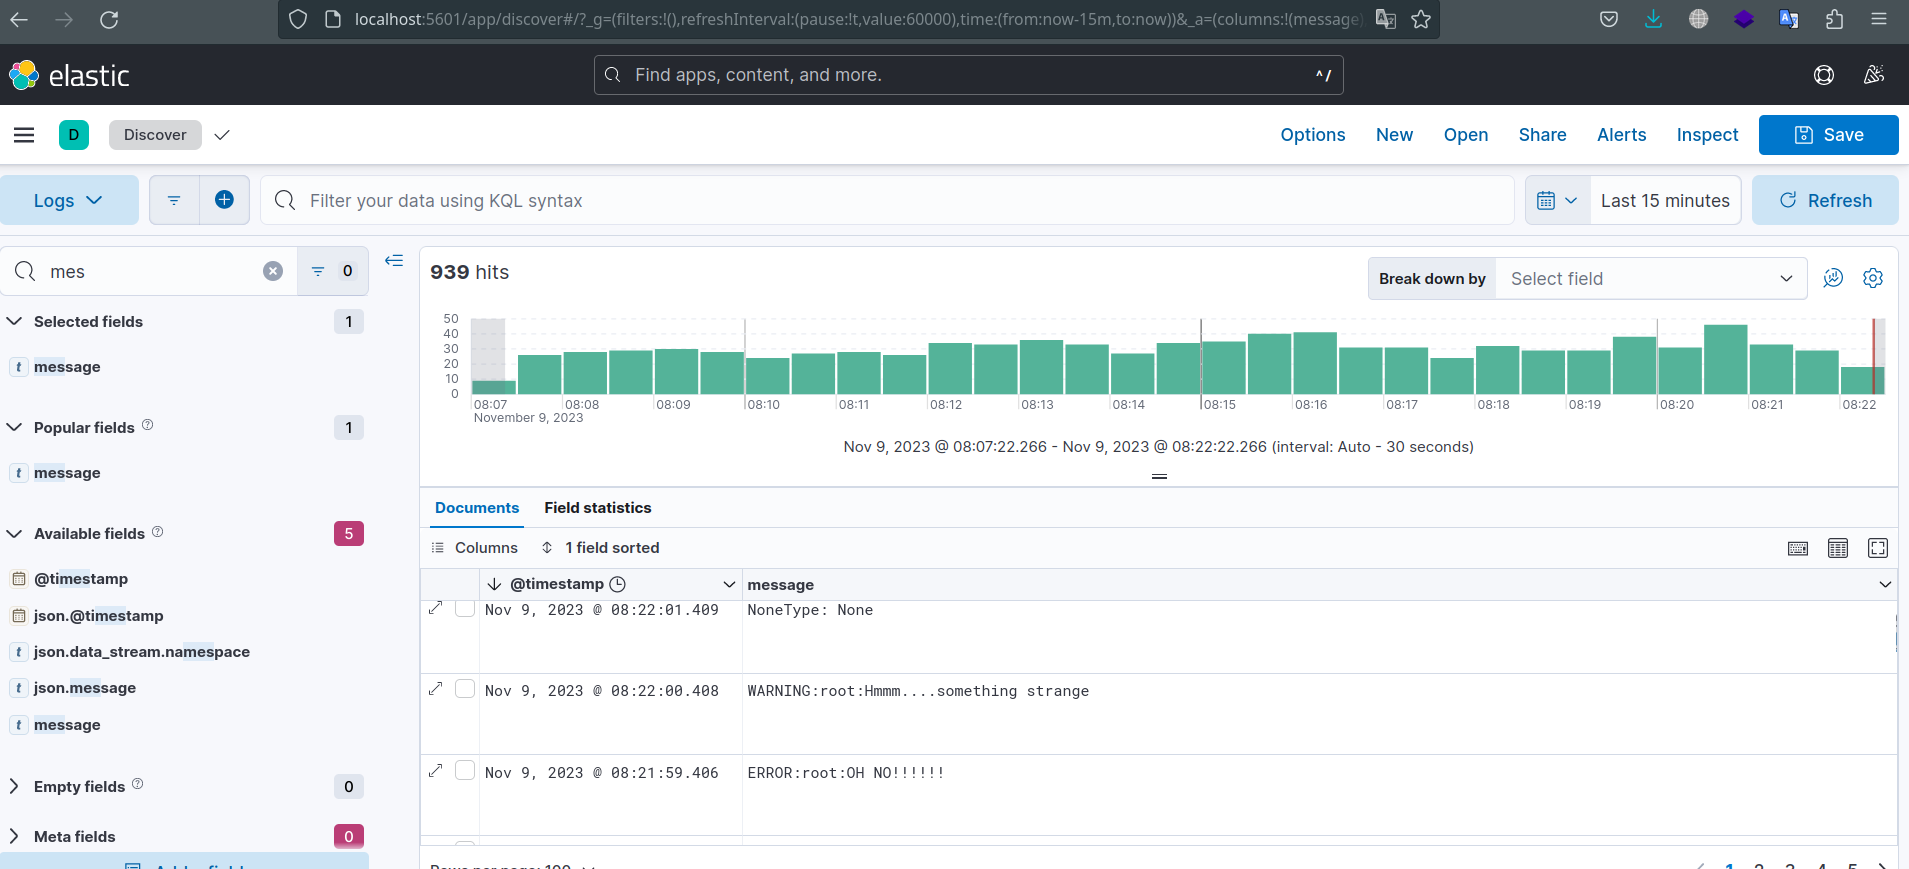 localhost:5601/app/discover#/?_g=(filters:!(),refreshInterval:(pause:!t,value:60000),time:(from:now-15m,to:now))&_a=(columns:!(message)
elastic
Find apps, content, and more.
^ /
D
Discover
Options
New
Open
Share
Alerts
Inspect
Save
Logs
Filter your data using KQL syntax
Last 15 minutes
Refresh
mes
0
Selected fields
1
t message
Popular fields
1
t message
Available fields
5
@timestamp
json.@timestamp
t json.data_stream.namespace
t json.message
t message
Empty fields
0
Meta fields
0
939 hits
Break down by
Select field
50
40
30
20
10
0
08:07
08:08
08:09
08:10
08:11
08:12
08:13
08:14
08:15
08:16
08:17
08:18
08:19
08:20
08:21
08:22
November 9, 2023
Nov 9, 2023 @ 08:07:22.266 - Nov 9, 2023 @ 08:22:22.266 (interval: Auto - 30 seconds)
Documents
Field statistics
Columns
1 field sorted
@timestamp
message
Nov 9, 2023 @ 08:22:01.409
NoneType: None
Nov 9, 2023 @ 08:22:00.408
WARNING:root:Hmmm....something strange
Nov 9, 2023 @ 08:21:59.406
ERROR:root:OH NO!!!!!!
Rows per page: 100
1 2 3 4 5